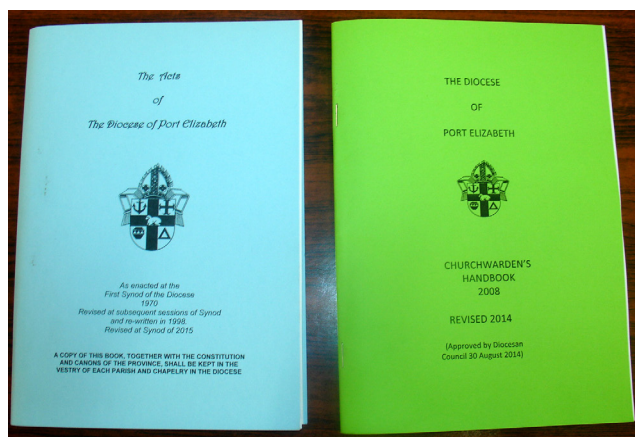 The Acts
of
The Diocese of Port Elizabeth
As enacted at the
First Synod of the Diocese
1970
Revised at subsequent sessions of Synod
and re-written in 1998.
Revised at Synod of 2015
A COPY OF THIS BOOK, TOGETHER WITH THE CONSTITUTION
AND CANONS OF THE PROVINCE, SHALL BE KEPT IN THE
VESTRY OF EACH PARISH AND CHAPELRY IN THE DIOCESE
THE DIOCESE
OF
PORT ELIZABETH
CHURCHWARDEN'S
HANDBOOK
2008
REVISED 2014
(Approved by Diocesan
Council 30 August 2014)